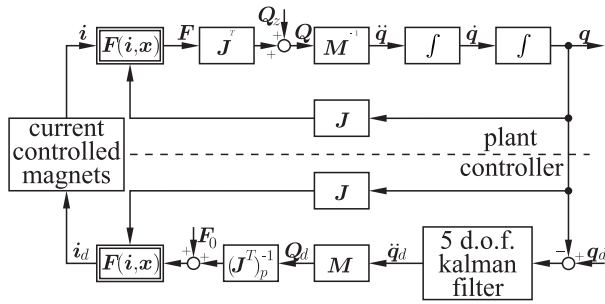 i F(i,x) F J^T Q_z Q M^-1 q̈ ∫ q̇ ∫ q
+ +
J
current
controlled
magnets
plant
controller
J
i_d F(i,x) + F_0 + (J^T)_p^-1 Q_d M q̈_d 5 d.o.f.
kalman
filter
− + q_d